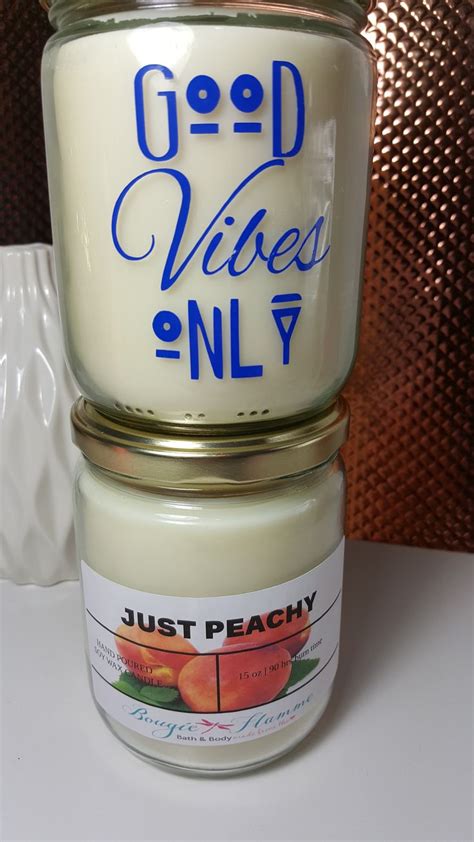 GOOD
Vibes
ONLY
JUST PEACHY
HAND POURED
SOY WAX CANDLE
15 oz | 90 hr burn time
Bougie Flamme
Bath & Body